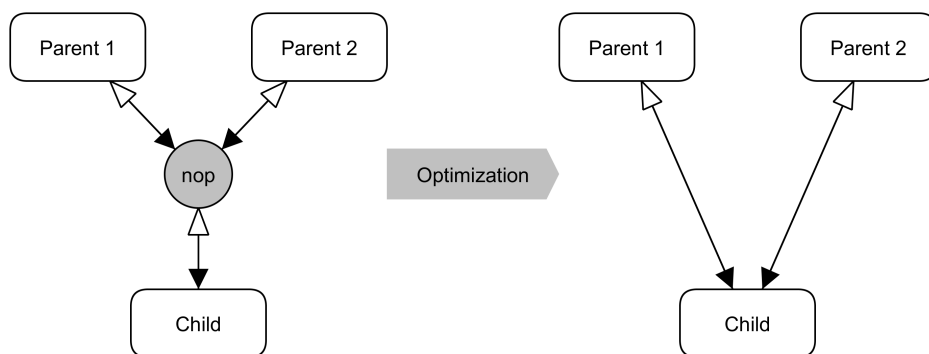 Parent 1
Parent 2
nop
Child
Optimization
Parent 1
Parent 2
Child